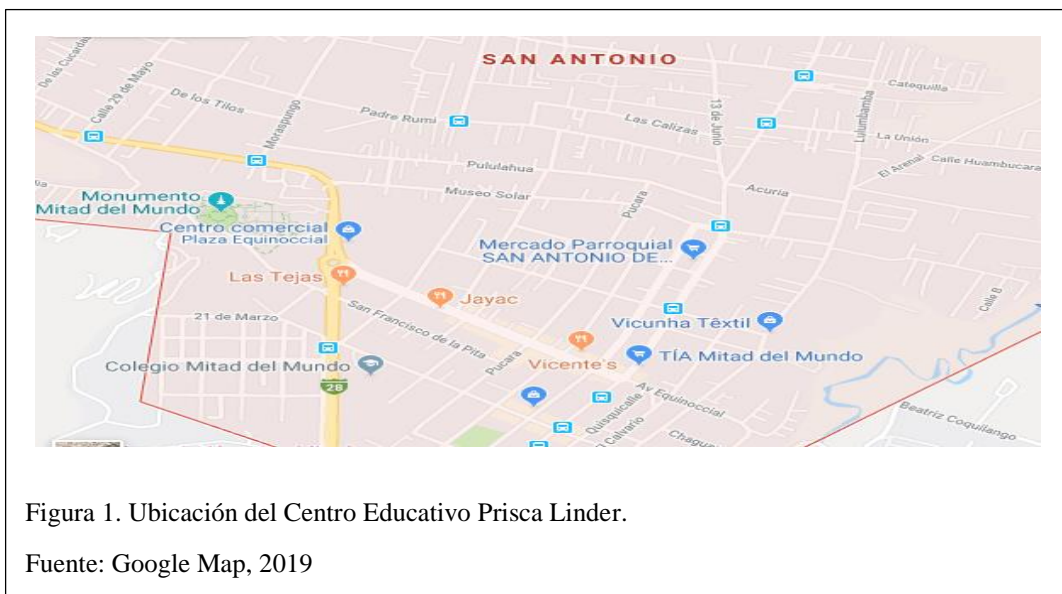 SAN ANTONIO
De las Cucardas
Calle 29 de Mayo
De los Tilos
Moraspungo
Padre Rumi
Las Calizas
13 de Junio
Catequilla
Lulumbamba
La Unión
El Arenal
Calle Huambucara
Pululahua
Museo Solar
Pucara
Acuria
Monumento
Mitad del Mundo
Centro comercial
Plaza Equinoccial
Mercado Parroquial
SAN ANTONIO DE...
Las Tejas
Jayac
Calle B
21 de Marzo
San Francisco de la Pita
Vicunha Têxtil
Colegio Mitad del Mundo
Pucara
Vicente's
TÍA Mitad del Mundo
28
Av Equinoccial
Quisquicalle
El Calvario
Chagua
Beatriz Coquilango
Figura 1. Ubicación del Centro Educativo Prisca Linder.
Fuente: Google Map, 2019